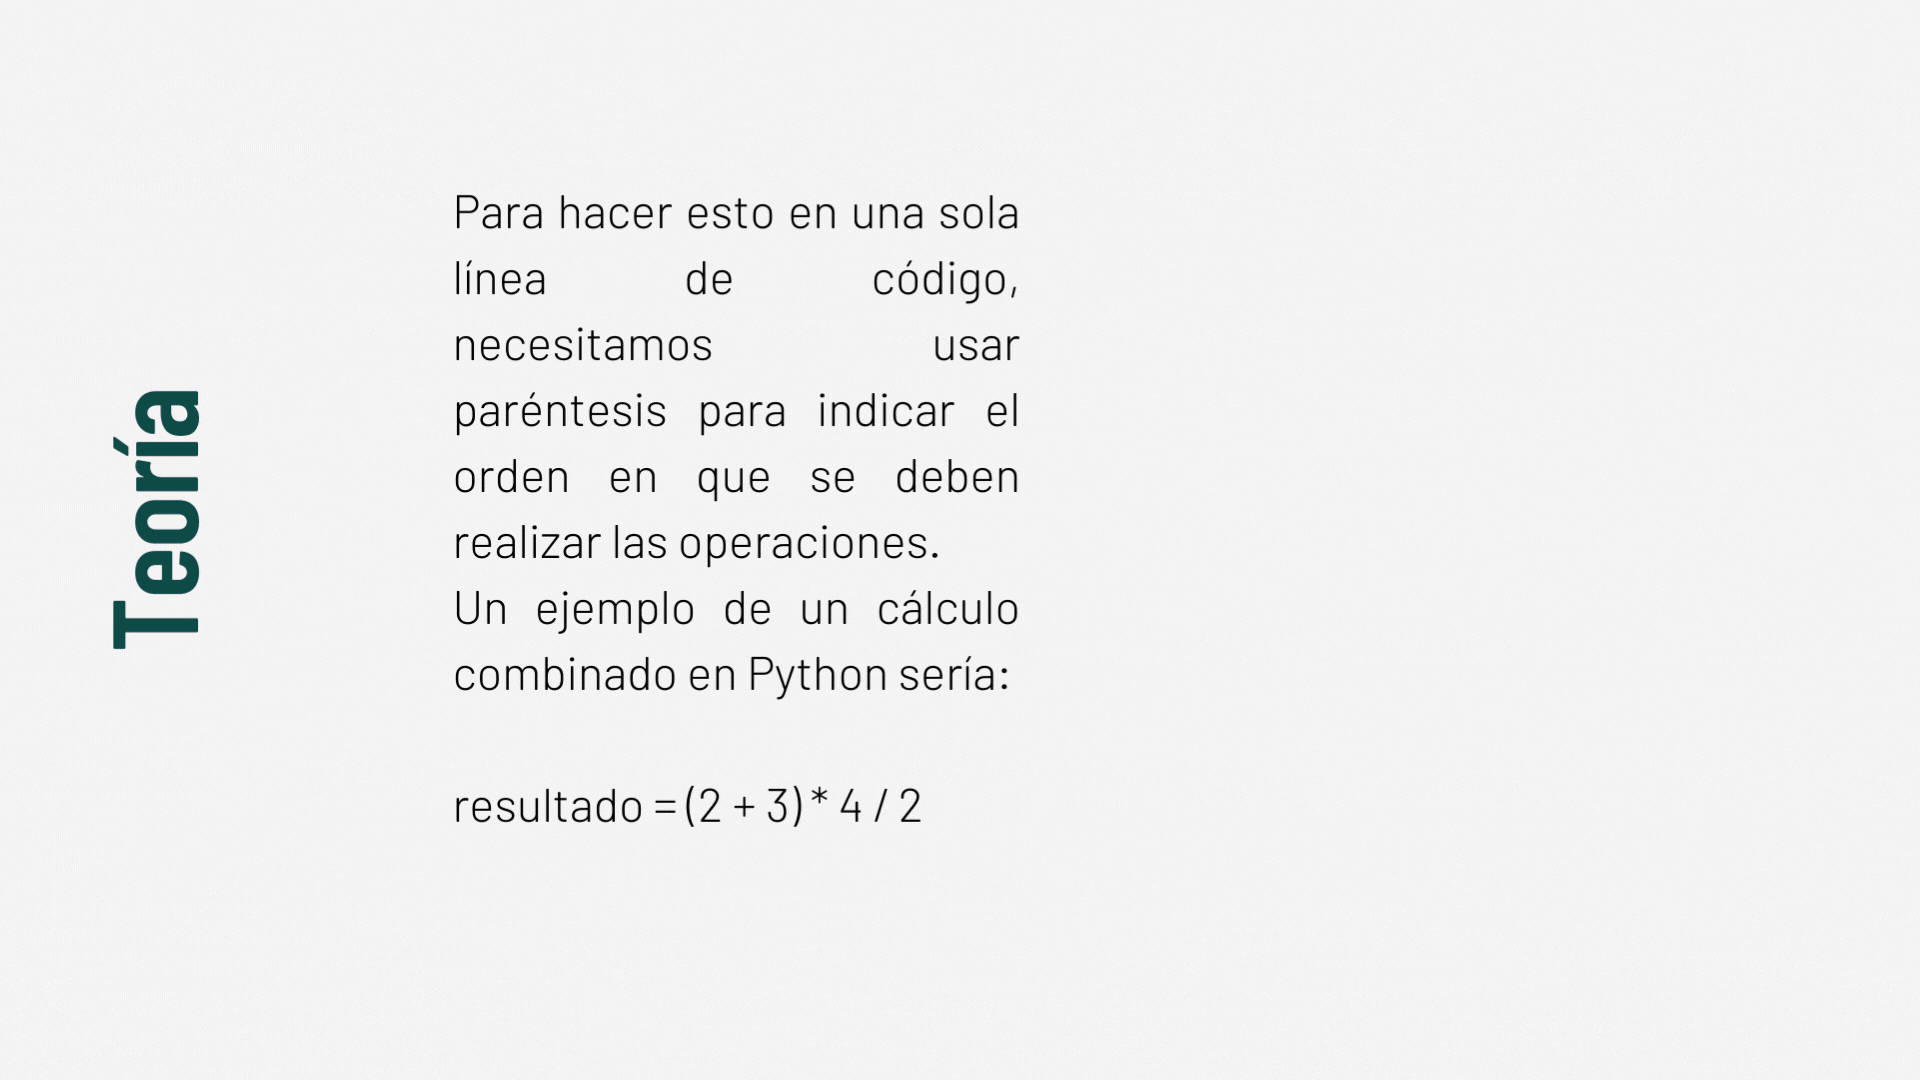 Teoría
Para hacer esto en una sola
línea de código,
necesitamos usar
paréntesis para indicar el
orden en que se deben
realizar las operaciones.
Un ejemplo de un cálculo
combinado en Python sería:
resultado = (2 + 3) * 4 / 2